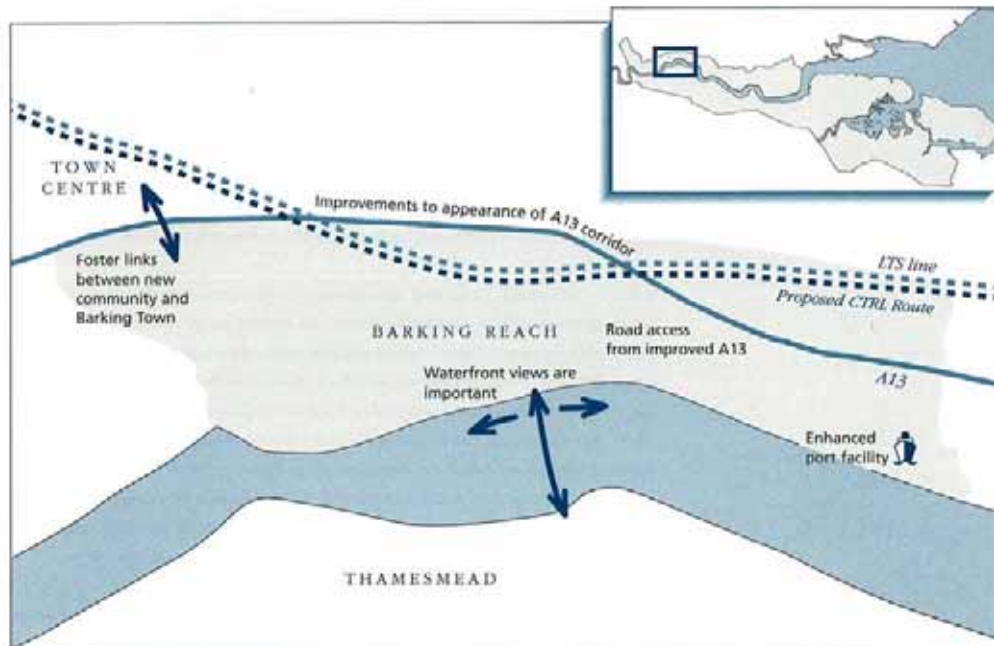 TOWN
CENTRE
Improvements to appearance of A13 corridor
Foster links
between new
community and
Barking Town
LTS line
Proposed CTRL Route
BARKING REACH
Road access
from improved A13
A13
Waterfront views are
important
Enhanced
port facility
THAMESMEAD